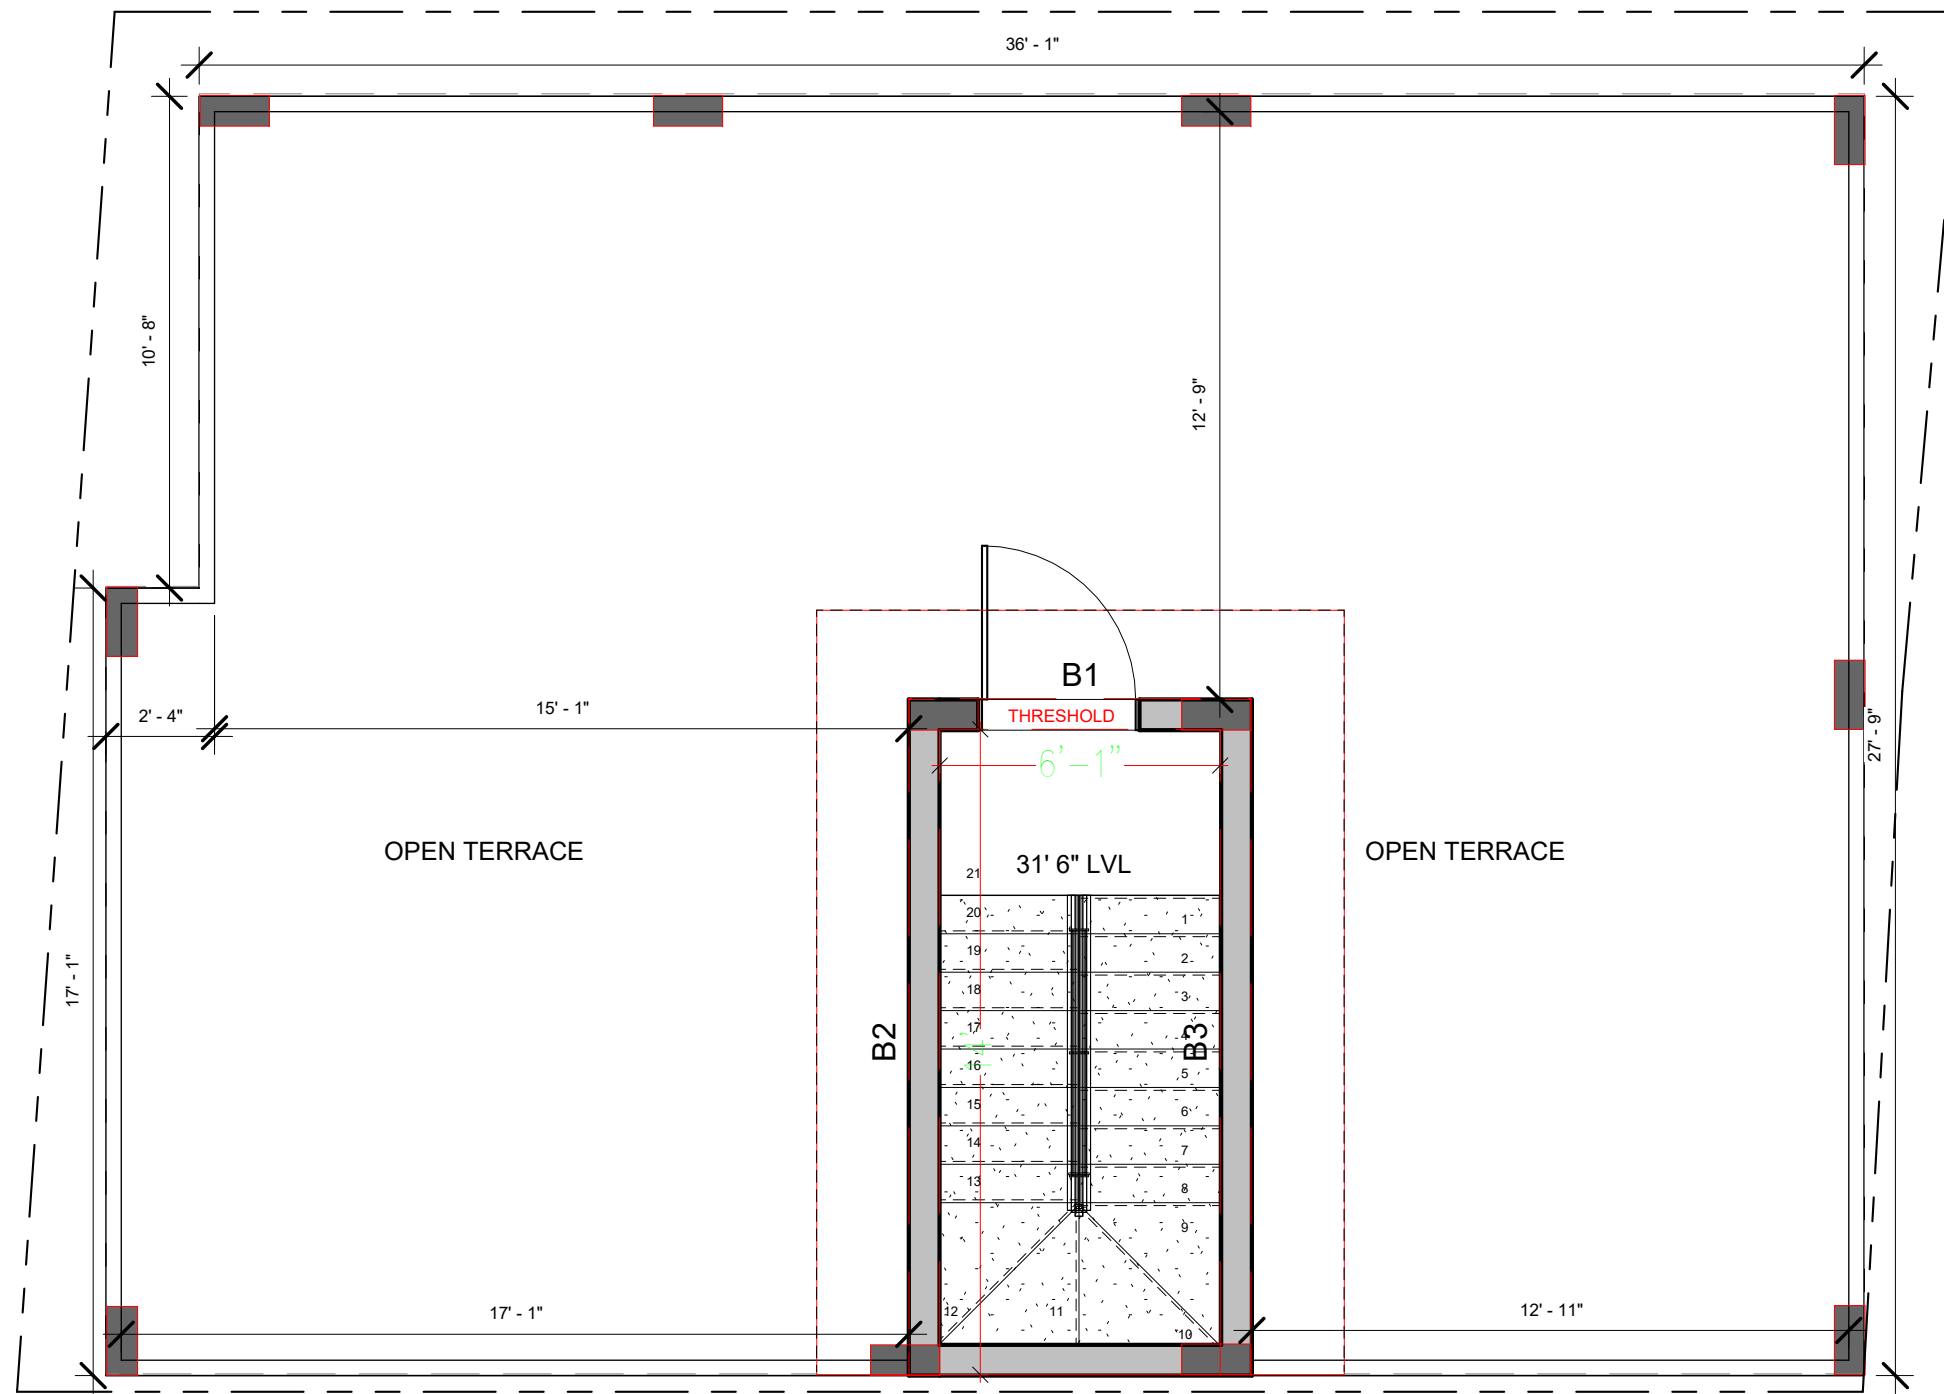 36' - 1"
10' - 8"
12' - 9"
B1
THRESHOLD
2' - 4"
15' - 1"
27' - 9"
6'-1"
OPEN TERRACE
31' 6" LVL
OPEN TERRACE
21
20
1
19
2
18
3
17
4
B2
B3
17' - 1"
16
5
15
6
14
7
13
8
9
12
11
10
17' - 1"
12' - 11"